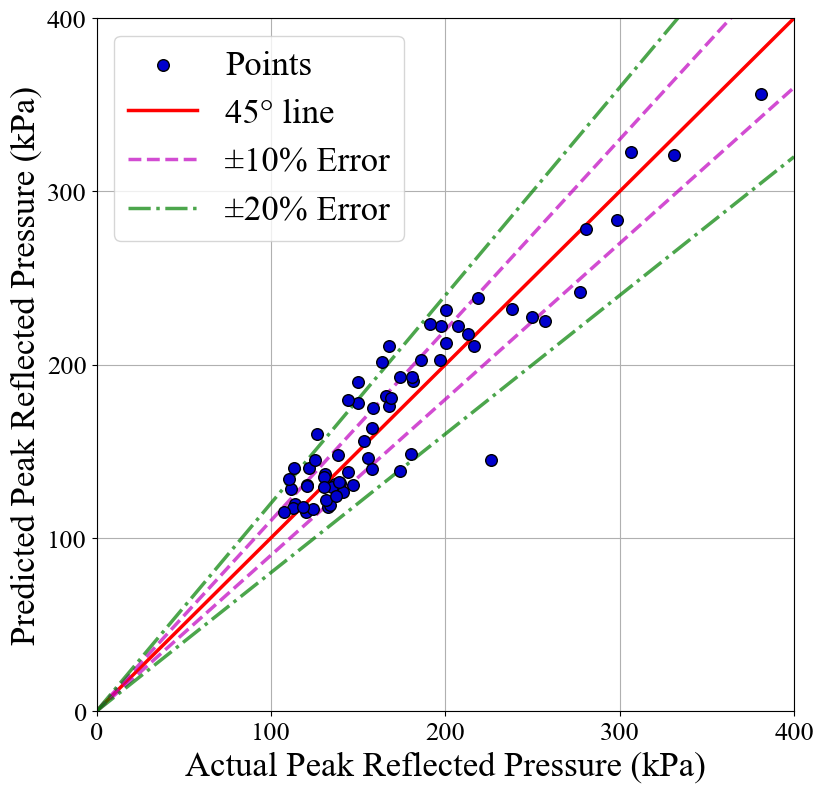 Points
45° line
±10% Error
±20% Error
400
300
200
100
0
Predicted Peak Reflected Pressure (kPa)
0 100 200 300 400
Actual Peak Reflected Pressure (kPa)